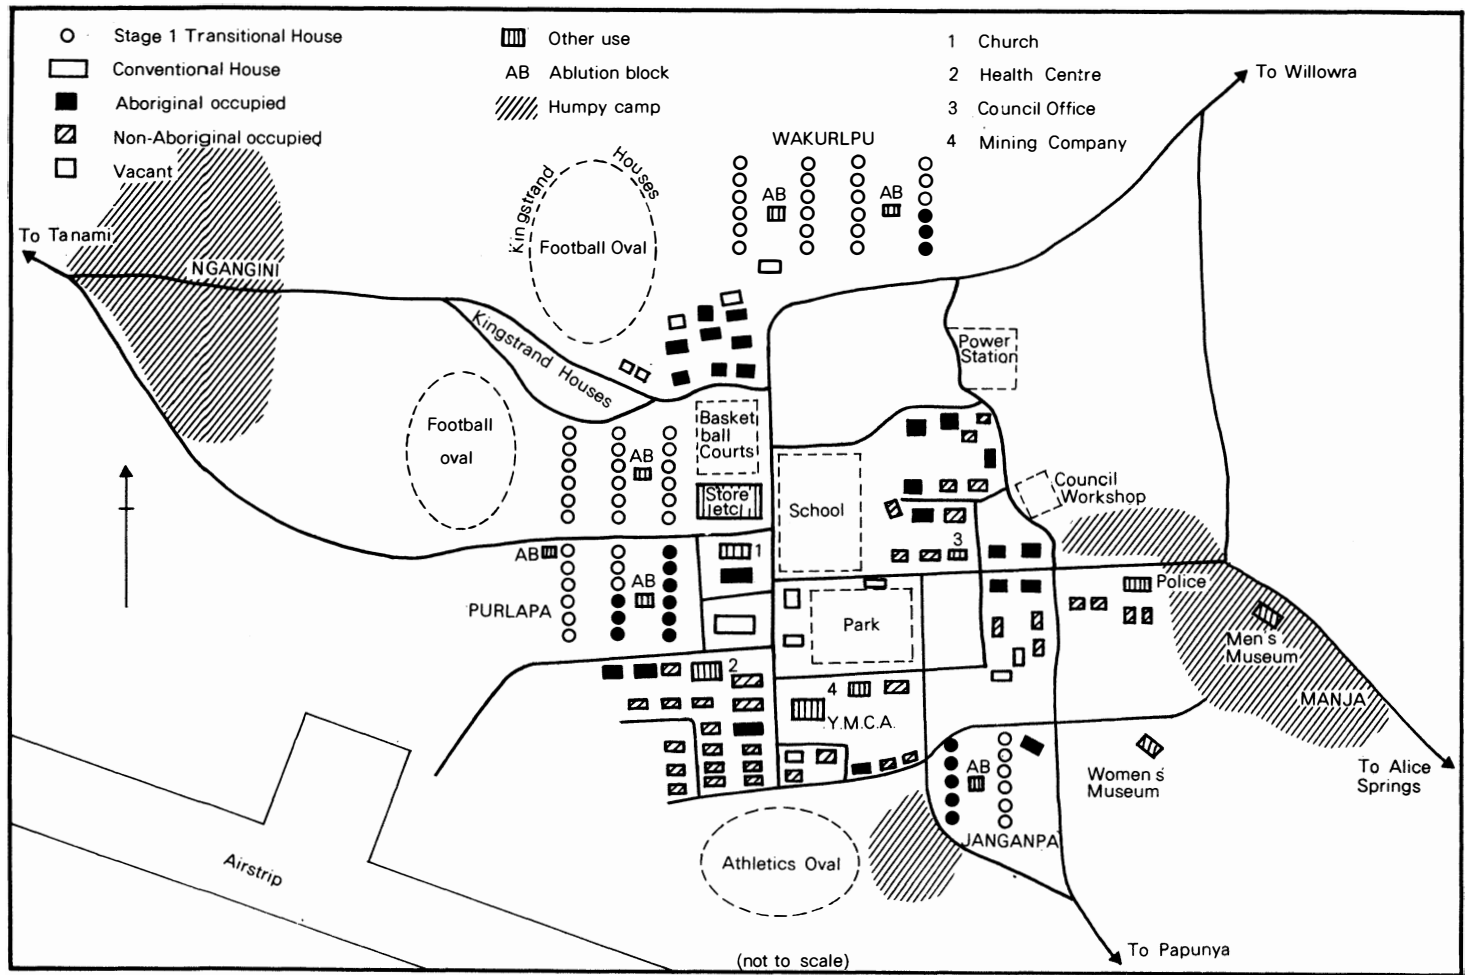 Stage 1 Transitional House
Conventional House
Aboriginal occupied
Non-Aboriginal occupied
Vacant
Other use
AB Ablution block
Humpy camp
1 Church
2 Health Centre
3 Council Office
4 Mining Company
To Willowra
WAKURLPU
AB
AB
Kingstrand Houses
Football Oval
To Tanami
NGANGINI
Kingstrand Houses
Power
Station
Football
oval
Basket
ball
Courts
AB
Store
etc
School
Council
Workshop
3
AB
1
AB
PURLAPA
Police
Park
Men's
Museum
MANJA
2
4
Y.M.C.A.
AB
Women's
Museum
To Alice
Springs
JANGANPA
Airstrip
Athletics Oval
To Papunya
(not to scale)